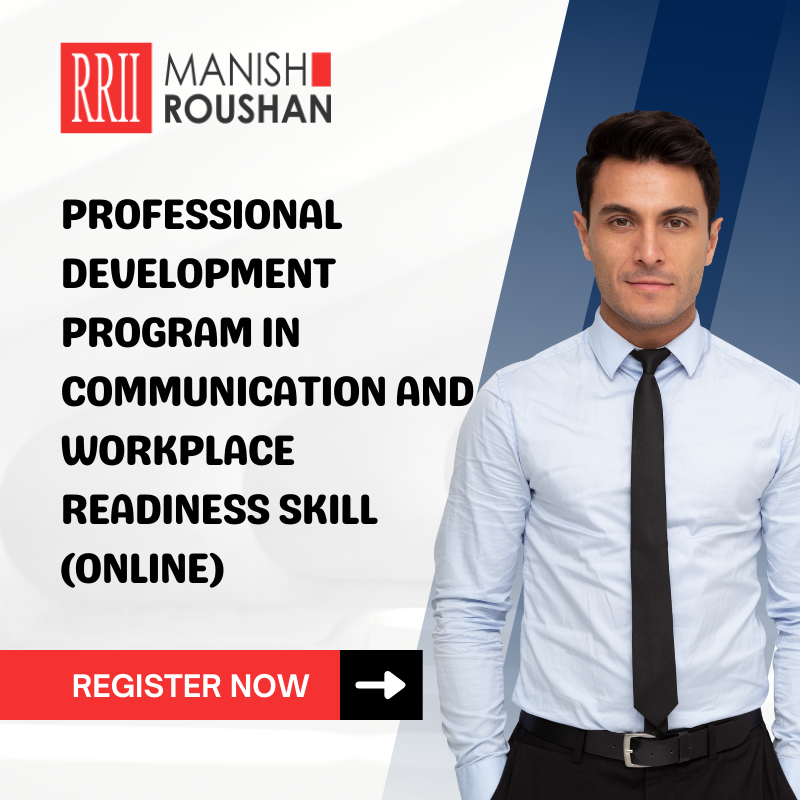 RRII
MANISH
ROUSHAN
PROFESSIONAL
DEVELOPMENT
PROGRAM IN
COMMUNICATION AND
WORKPLACE
READINESS SKILL
(ONLINE)
REGISTER NOW